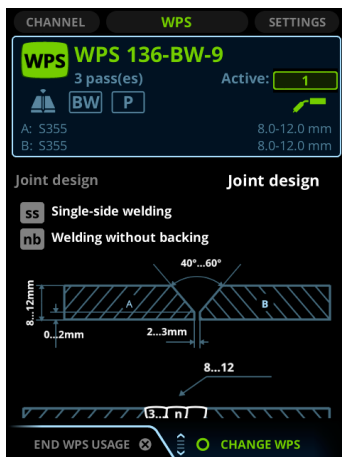 CHANNEL WPS SETTINGS
WPS WPS 136-BW-9
3 pass(es) Active: 1
BW P
A: S355 8.0-12.0 mm
B: S355 8.0-12.0 mm
Joint design Joint design
ss Single-side welding
nb Welding without backing
40°...60°
8...12mm
A B
0...2mm 2...3mm
8...12
3... n
END WPS USAGE CHANGE WPS